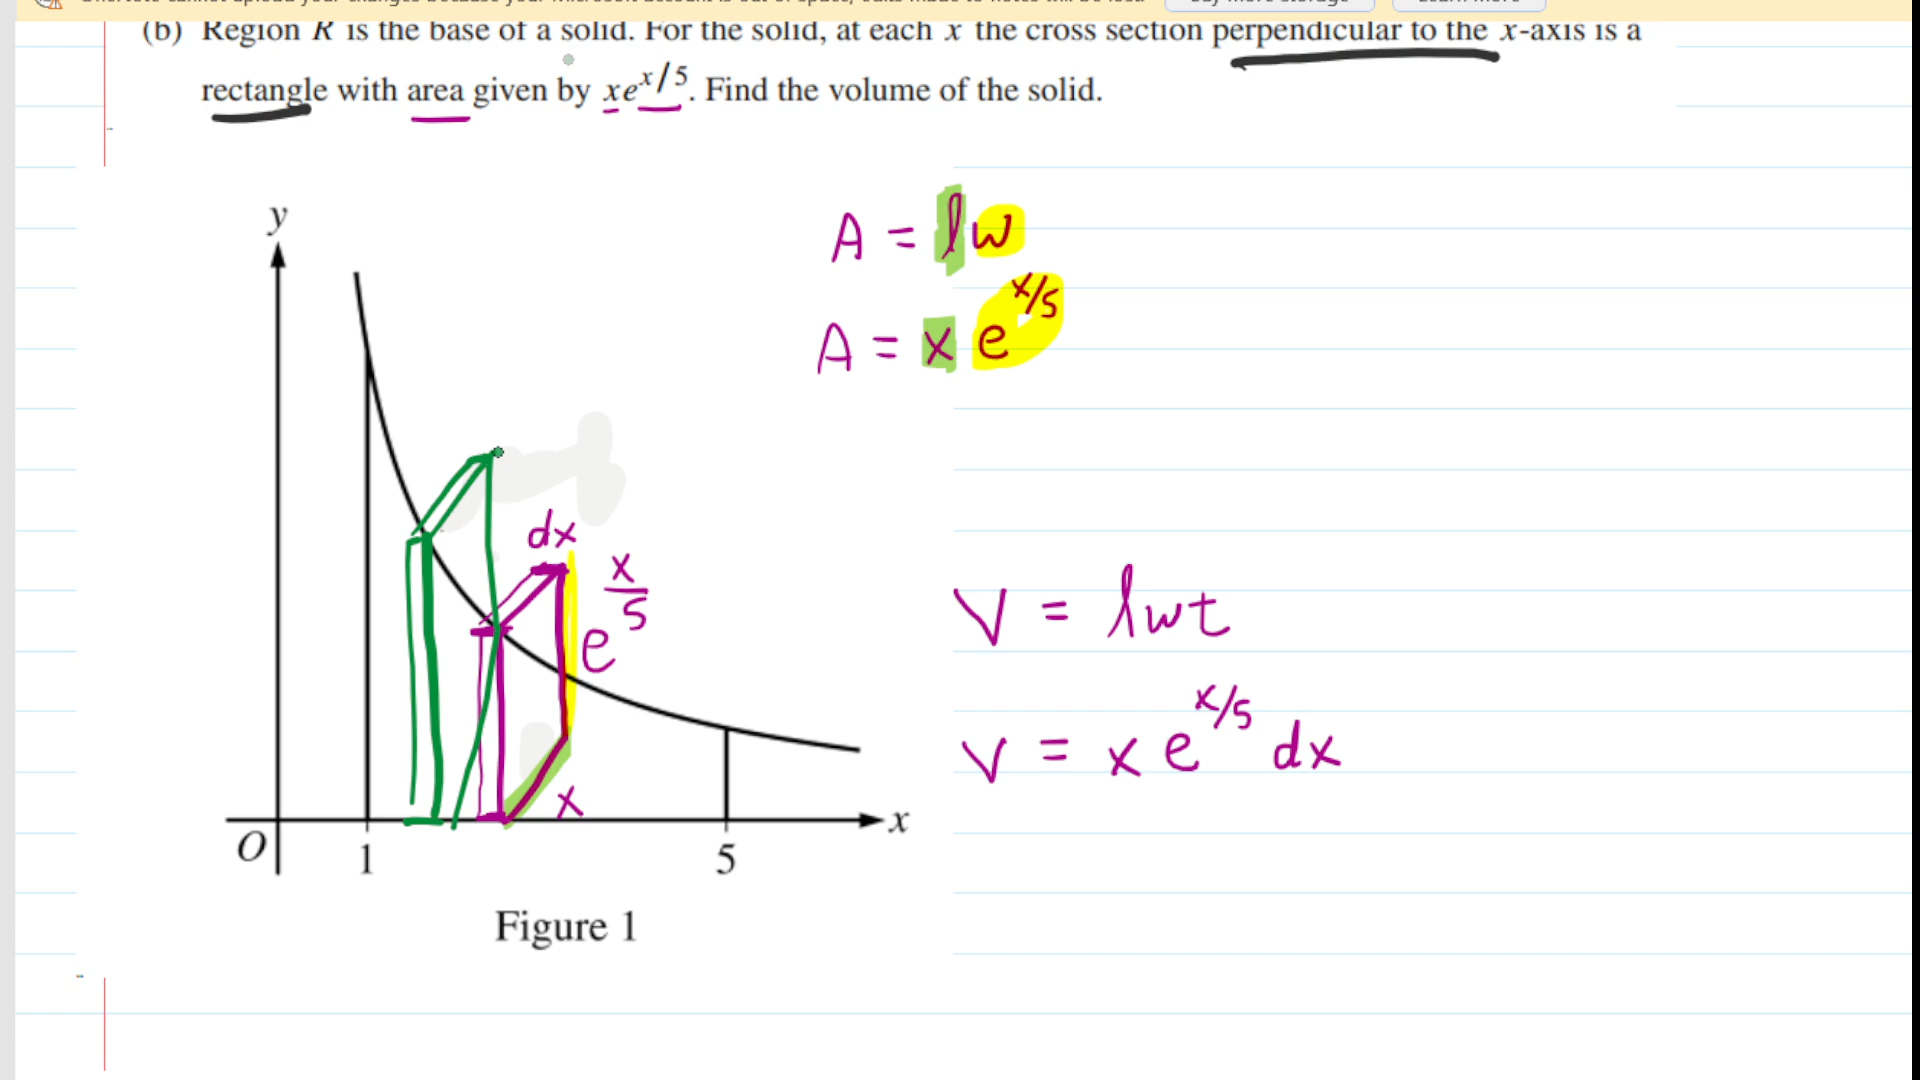 (b) Region R is the base of a solid. For the solid, at each x the cross section perpendicular to the x-axis is a
rectangle with area given by xe^{x/5}. Find the volume of the solid.
A = lw
A = x e^{x/5}
y
dx
e^{x/5}
x
V = lwt
V = x e^{x/5} dx
x
O
1
5
Figure 1